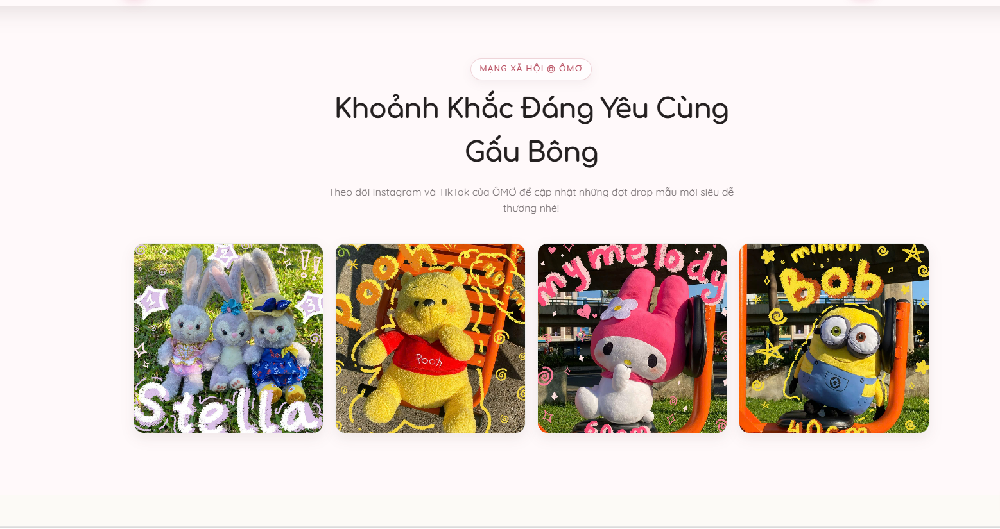 MẠNG XÃ HỘI @ ÔMƠ
Khoảnh Khắc Đáng Yêu Cùng
Gấu Bông
Theo dõi Instagram và TikTok của ÔMƠ để cập nhật những đợt drop mẫu mới siêu dễ
thương nhé!
2
!!
1
3
Stella
Pooh
Pooh
my melody
60cm
minion
Bob
40cm